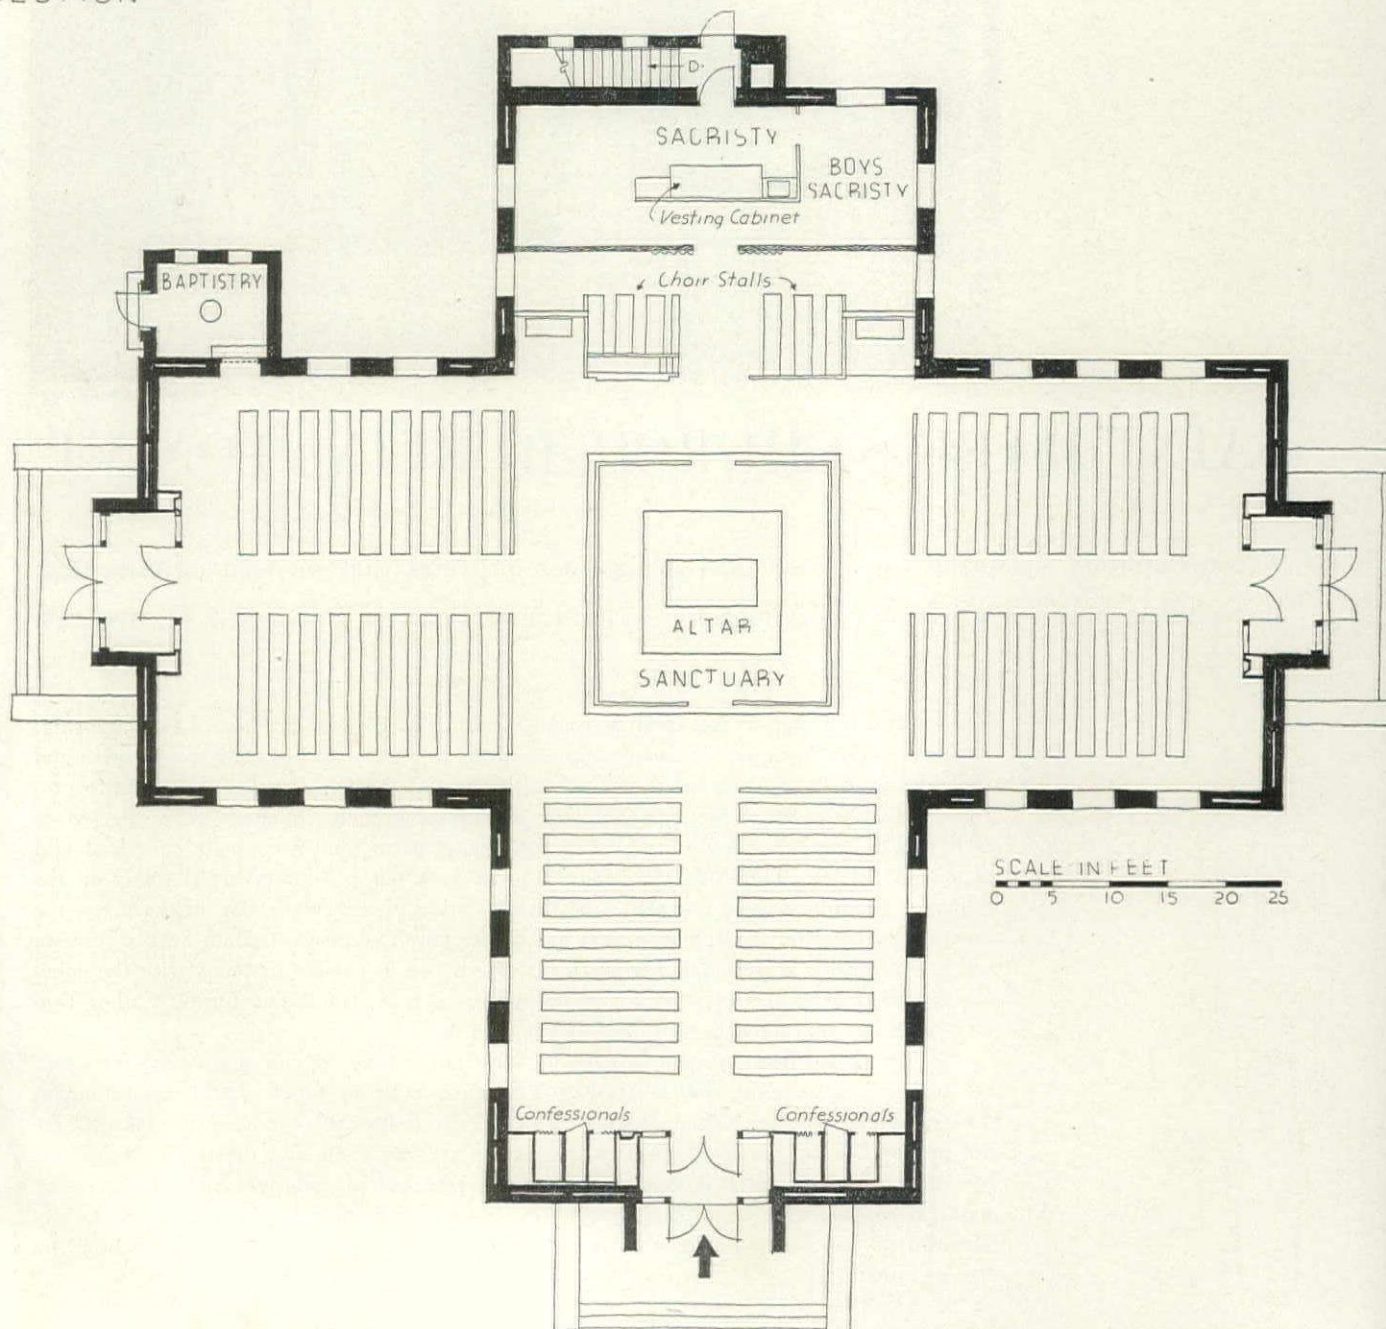 D
SACRISTY
BOYS
SACRISTY
Vesting Cabinet
BAPTISTRY
Choir Stalls
ALTAR
SANCTUARY
SCALE IN FEET
0 5 10 15 20 25
Confessionals
Confessionals